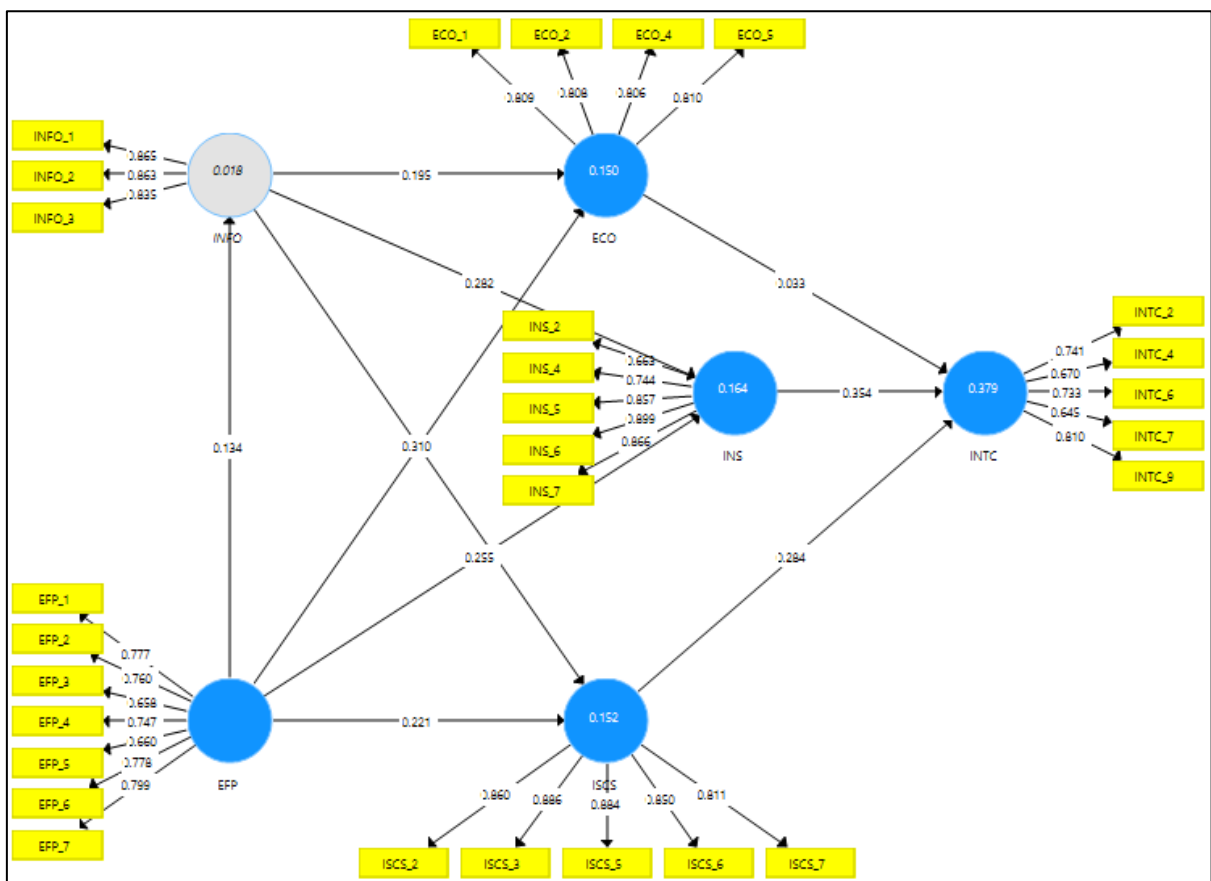 ECO_1
ECO_2
ECO_4
ECO_5
0.809
0.808
0.806
0.810
INFO_1
INFO_2
INFO_3
0.865
0.863
0.835
0.018
INFO
0.195
0.150
ECO
0.282
0.033
INS_2
INS_4
INS_5
INS_6
INS_7
0.663
0.744
0.857
0.899
0.866
0.164
INS
0.354
0.379
INTC
0.741
0.670
0.733
0.645
0.810
INTC_2
INTC_4
INTC_6
INTC_7
INTC_9
0.134
0.310
0.255
0.284
EFP_1
EFP_2
EFP_3
EFP_4
EFP_5
EFP_6
EFP_7
0.777
0.760
0.658
0.747
0.660
0.778
0.799
EFP
0.221
0.152
ISCS
0.860
0.886
0.884
0.850
0.811
ISCS_2
ISCS_3
ISCS_5
ISCS_6
ISCS_7